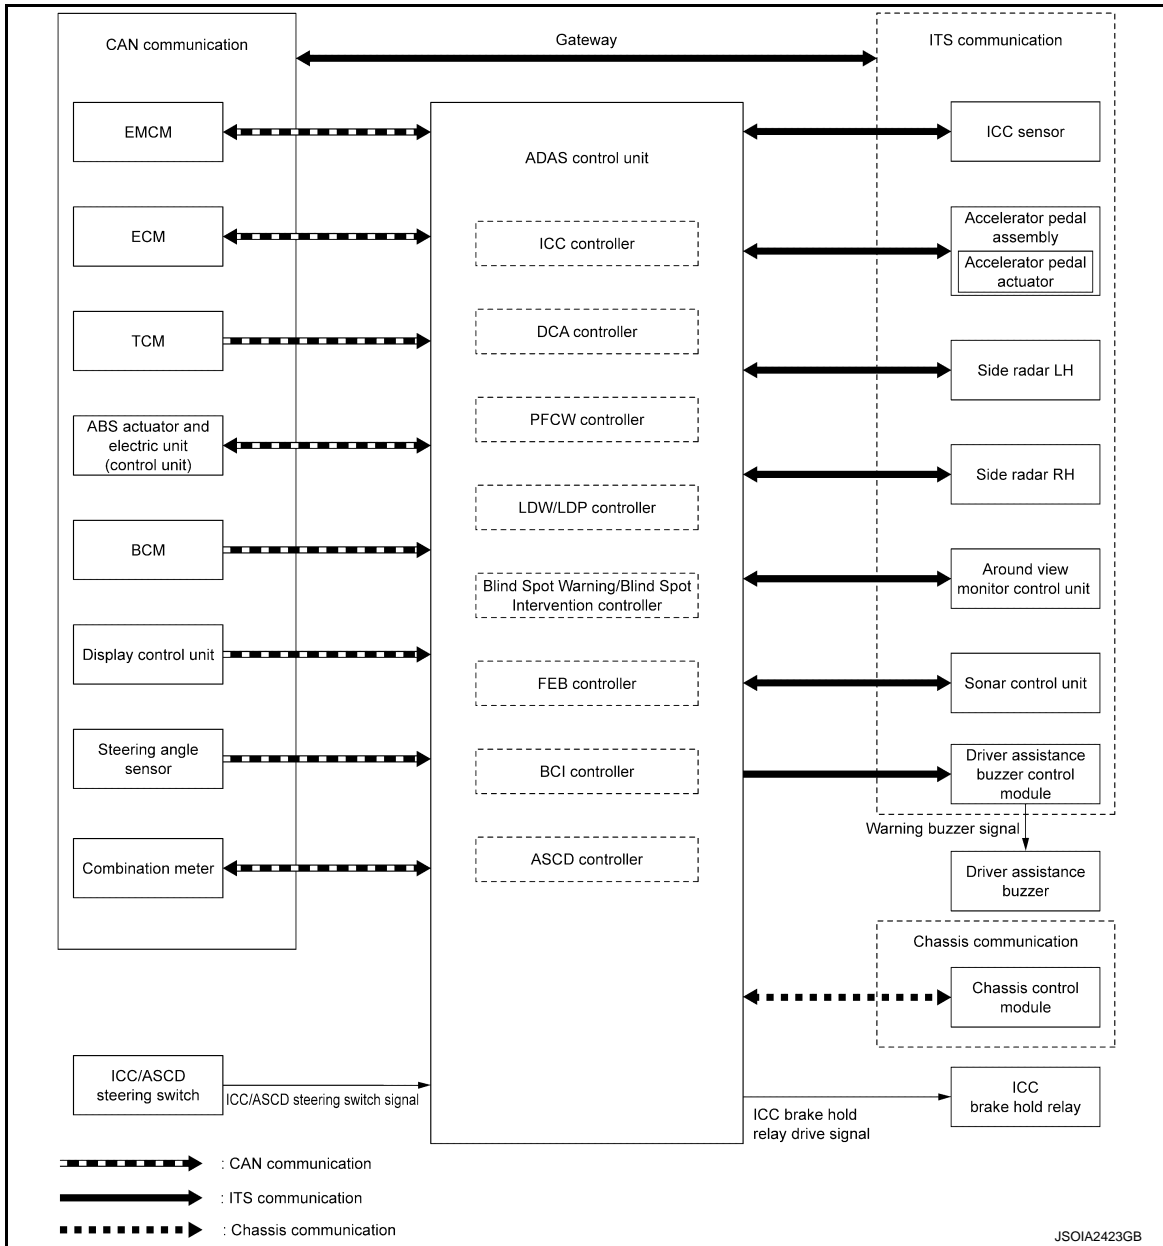 CAN communication
Gateway
ITS communication
EMCM
ECM
TCM
ABS actuator and
electric unit
(control unit)
BCM
Display control unit
Steering angle
sensor
Combination meter
ICC/ASCD
steering switch
ICC/ASCD steering switch signal
ADAS control unit
ICC controller
DCA controller
PFCW controller
LDW/LDP controller
Blind Spot Warning/Blind Spot
Intervention controller
FEB controller
BCI controller
ASCD controller
ICC sensor
Accelerator pedal
assembly
Accelerator pedal
actuator
Side radar LH
Side radar RH
Around view
monitor control unit
Sonar control unit
Driver assistance
buzzer control
module
Warning buzzer signal
Driver assistance
buzzer
Chassis communication
Chassis control
module
ICC brake hold
relay drive signal
ICC
brake hold relay
: CAN communication
: ITS communication
: Chassis communication
JSOIA2423GB